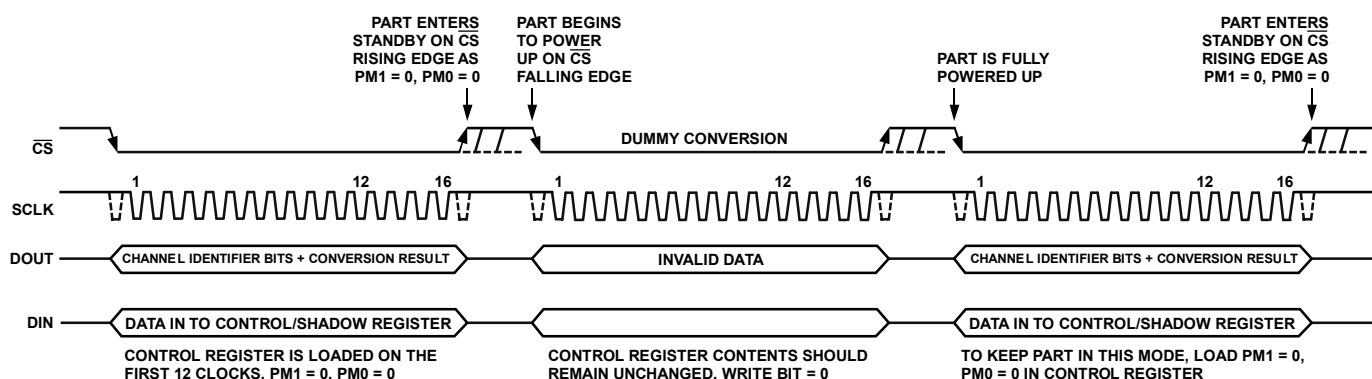 PART ENTERS
STANDBY ON CS
RISING EDGE AS
PM1 = 0, PM0 = 0
PART BEGINS
TO POWER
UP ON CS
FALLING EDGE
PART IS FULLY
POWERED UP
PART ENTERS
STANDBY ON CS
RISING EDGE AS
PM1 = 0, PM0 = 0
CS
DUMMY CONVERSION
SCLK
1 12 16
1 12 16
1 12 16
DOUT
CHANNEL IDENTIFIER BITS + CONVERSION RESULT
INVALID DATA
CHANNEL IDENTIFIER BITS + CONVERSION RESULT
DIN
DATA IN TO CONTROL/SHADOW REGISTER
DATA IN TO CONTROL/SHADOW REGISTER
CONTROL REGISTER IS LOADED ON THE
FIRST 12 CLOCKS, PM1 = 0, PM0 = 0
CONTROL REGISTER CONTENTS SHOULD
REMAIN UNCHANGED, WRITE BIT = 0
TO KEEP PART IN THIS MODE, LOAD PM1 = 0,
PM0 = 0 IN CONTROL REGISTER